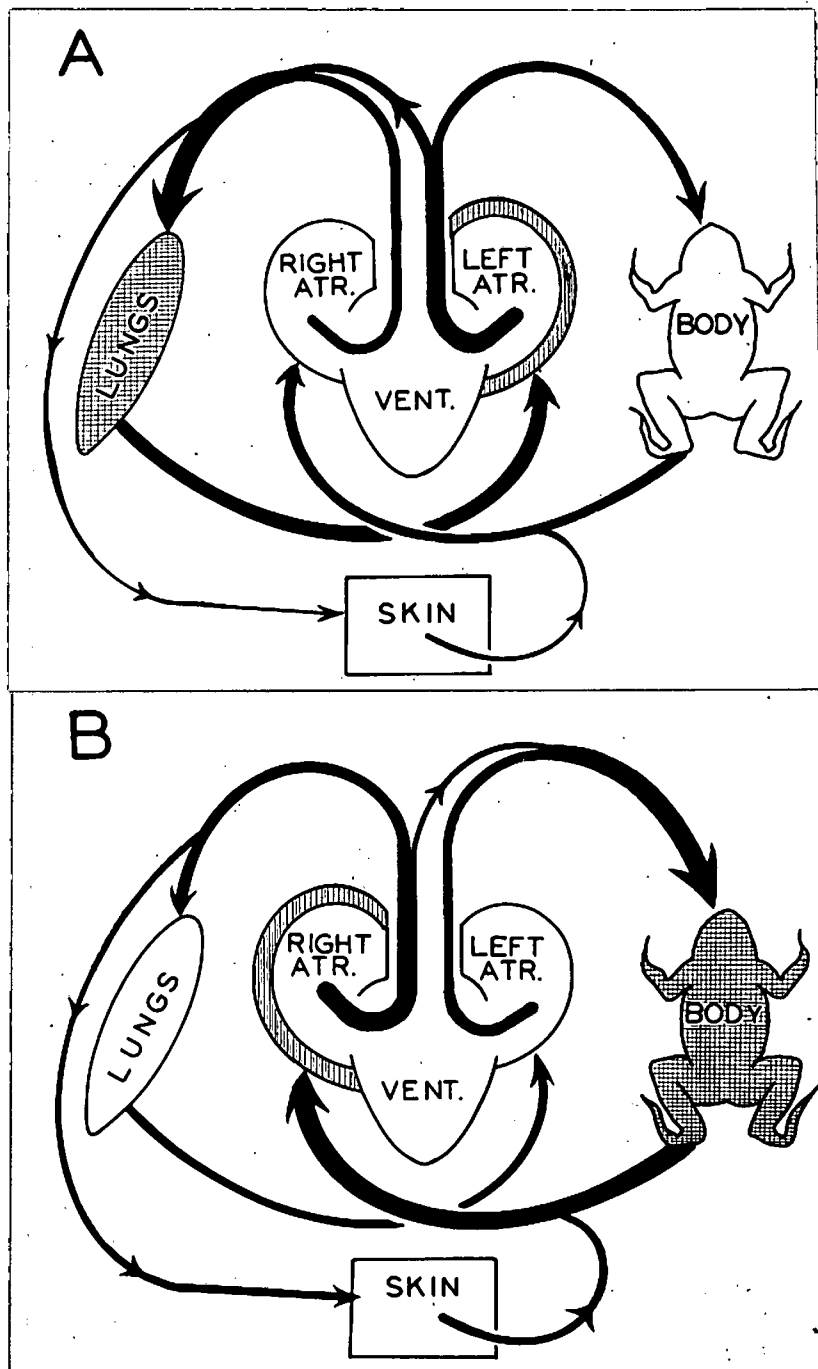 A
RIGHT
ATR.
LEFT
ATR.
LUNGS
BODY
VENT.
SKIN
B
RIGHT
ATR.
LEFT
ATR.
LUNGS
BODY
VENT.
SKIN